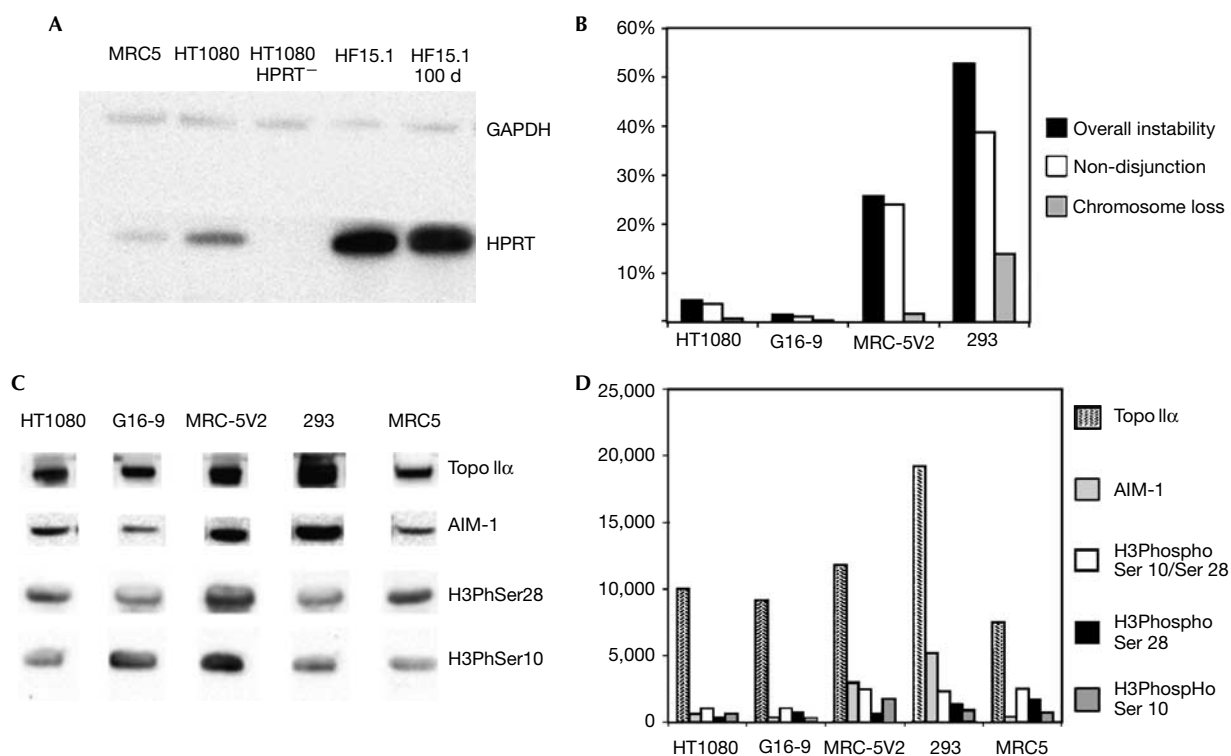 A
MRC5 HT1080 HT1080 HPRT− HF15.1 HF15.1 100 d
GAPDH
HPRT
B
60%
50%
40%
30%
20%
10%
HT1080 G16-9 MRC-5V2 293
Overall instability
Non-disjunction
Chromosome loss
C
HT1080 G16-9 MRC-5V2 293 MRC5
Topo IIα
AIM-1
H3PhSer28
H3PhSer10
D
25,000
20,000
15,000
10,000
5,000
0
HT1080 G16-9 MRC-5V2 293 MRC5
Topo IIα
AIM-1
H3Phospho
Ser 10/Ser 28
H3Phospho
Ser 28
H3PhospHo
Ser 10